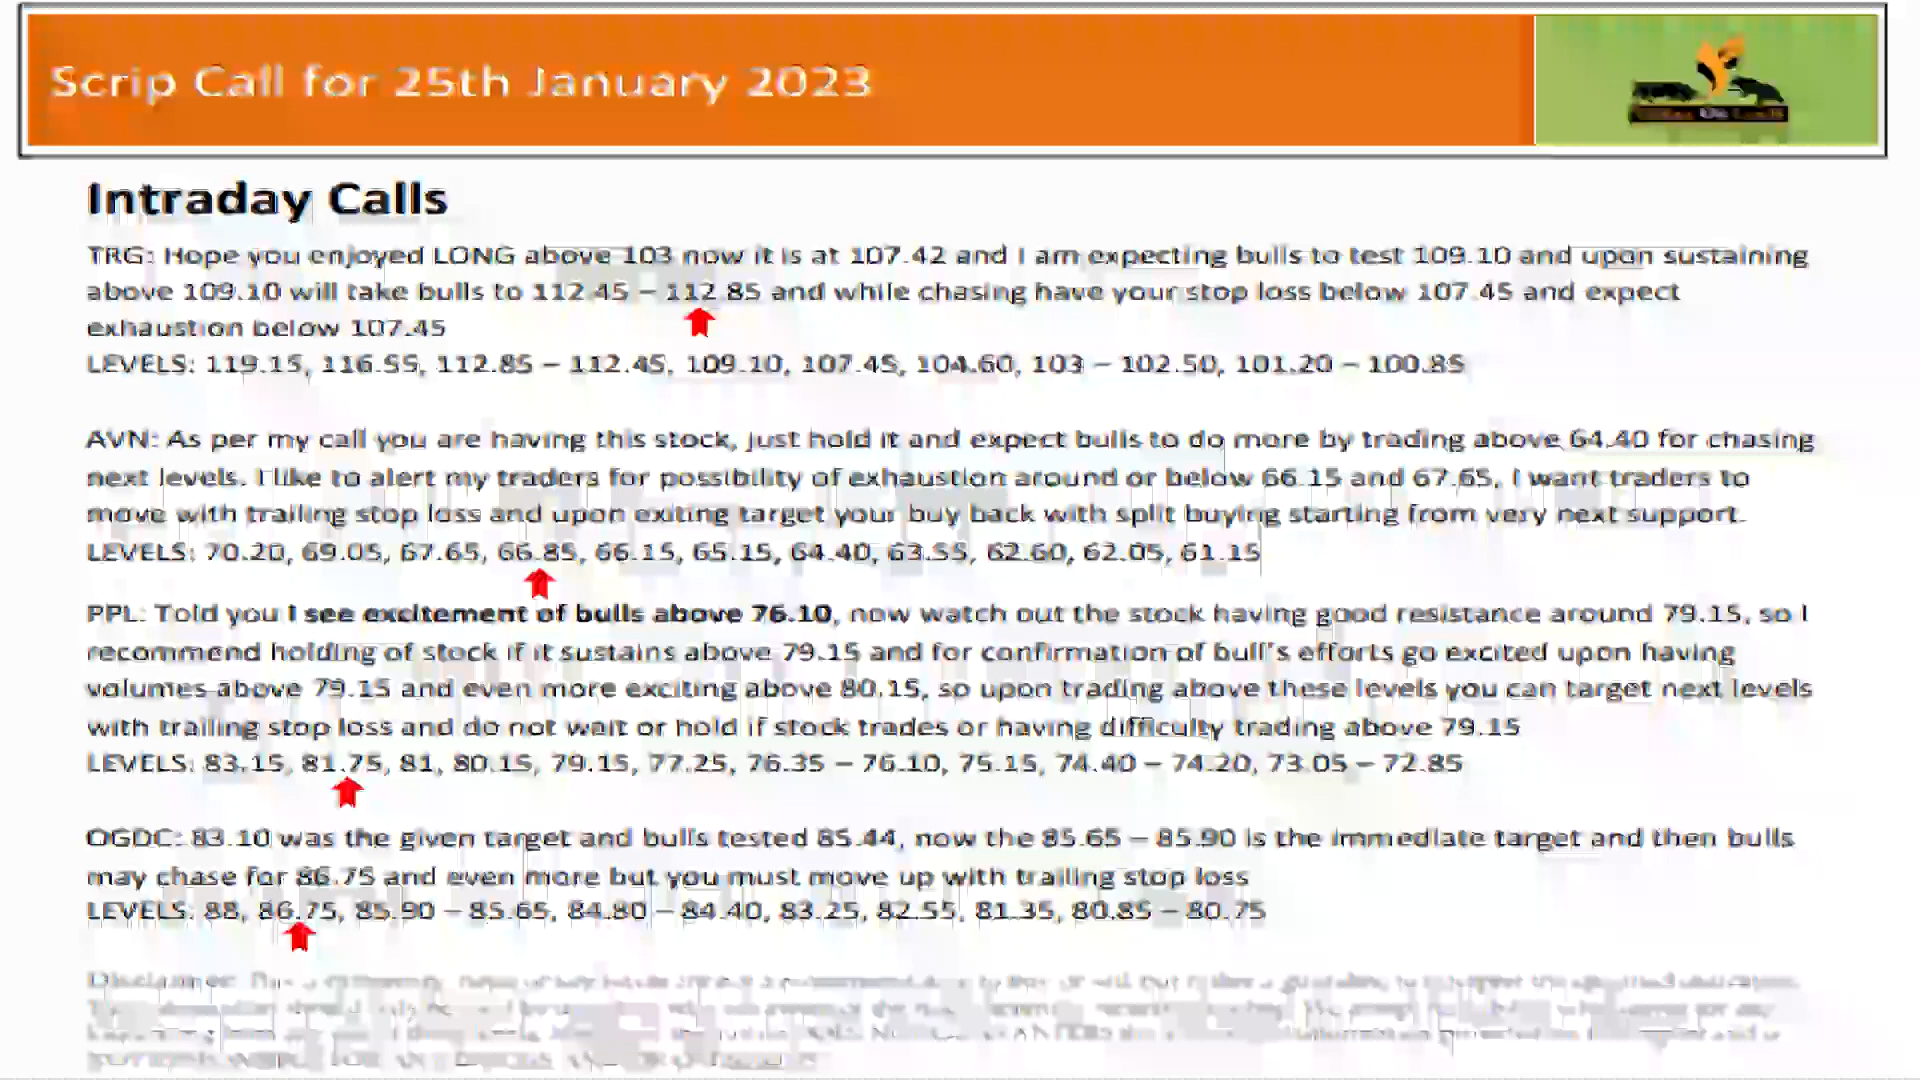 Scrip Call for 25th January 2023
Intraday Calls
TRG: Hope you enjoyed LONG above 103 now it is at 107.42 and I am expecting bulls to test 109.10 and upon sustaining
above 109.10 will take bulls to 112.45 – 112.85 and while chasing have your stop loss below 107.45 and expect
exhaustion below 107.45
LEVELS: 119.15, 116.55, 112.85 – 112.45, 109.10, 107.45, 104.60, 103 – 102.50, 101.20 – 100.85
AVN: As per my call you are having this stock, just hold it and expect bulls to do more by trading above 64.40 for chasing
next levels. I like to alert my traders for possibility of exhaustion around or below 66.15 and 67.65, I want traders to
move with trailing stop loss and upon exiting target your buy back with split buying starting from very next support.
LEVELS: 70.20, 69.05, 67.65, 66.85, 66.15, 65.15, 64.40, 63.55, 62.60, 62.05, 61.15
PPL: Told you I see excitement of bulls above 76.10, now watch out the stock having good resistance around 79.15, so I
recommend holding of stock if it sustains above 79.15 and for confirmation of bull's efforts go excited upon having
volumes above 79.15 and even more exciting above 80.15, so upon trading above these levels you can target next levels
with trailing stop loss and do not wait or hold if stock trades or having difficulty trading above 79.15
LEVELS: 83.15, 81.75, 81, 80.15, 79.15, 77.25, 76.35 – 76.10, 75.15, 74.40 – 74.20, 73.05 – 72.85
OGDC: 83.10 was the given target and bulls tested 85.44, now the 85.65 – 85.90 is the immediate target and then bulls
may chase for 86.75 and even more but you must move up with trailing stop loss
LEVELS: 88, 86.75, 85.90 – 85.65, 84.80 – 84.40, 83.25, 82.55, 81.35, 80.85 – 80.75
Disclaimer: